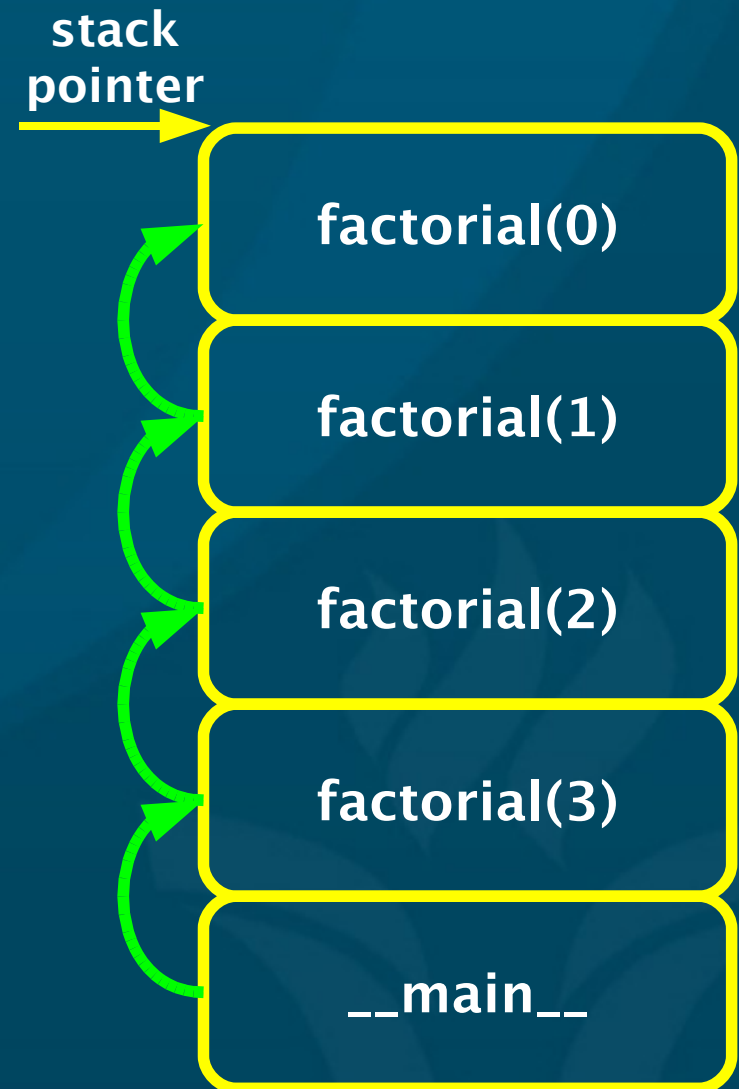 stack
pointer
factorial(0)
factorial(1)
factorial(2)
factorial(3)
__main__